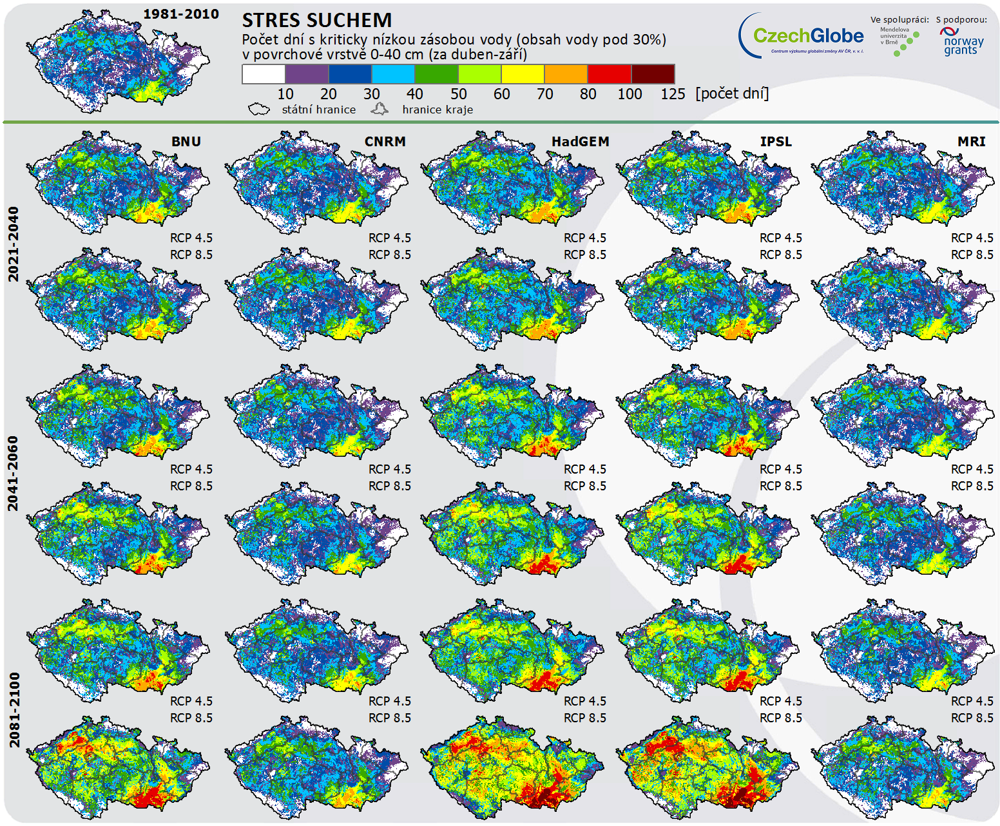 1981-2010
STRES SUCHEM
Počet dní s kriticky nízkou zásobou vody (obsah vody pod 30%)
v povrchové vrstvě 0-40 cm (za duben-září)
10 20 30 40 50 60 70 80 100 125 [počet dní]
státní hranice hranice kraje
CzechGlobe
Centrum výzkumu globální změny AV ČR, v. v. i.
Ve spolupráci: S podporou:
Mendelova
univerzita
v Brně
norway
grants
BNU CNRM HadGEM IPSL MRI
2021-2040
RCP 4.5 RCP 4.5 RCP 4.5 RCP 4.5 RCP 4.5
RCP 8.5 RCP 8.5 RCP 8.5 RCP 8.5 RCP 8.5
2041-2060
RCP 4.5 RCP 4.5 RCP 4.5 RCP 4.5 RCP 4.5
RCP 8.5 RCP 8.5 RCP 8.5 RCP 8.5 RCP 8.5
2081-2100
RCP 4.5 RCP 4.5 RCP 4.5 RCP 4.5 RCP 4.5
RCP 8.5 RCP 8.5 RCP 8.5 RCP 8.5 RCP 8.5